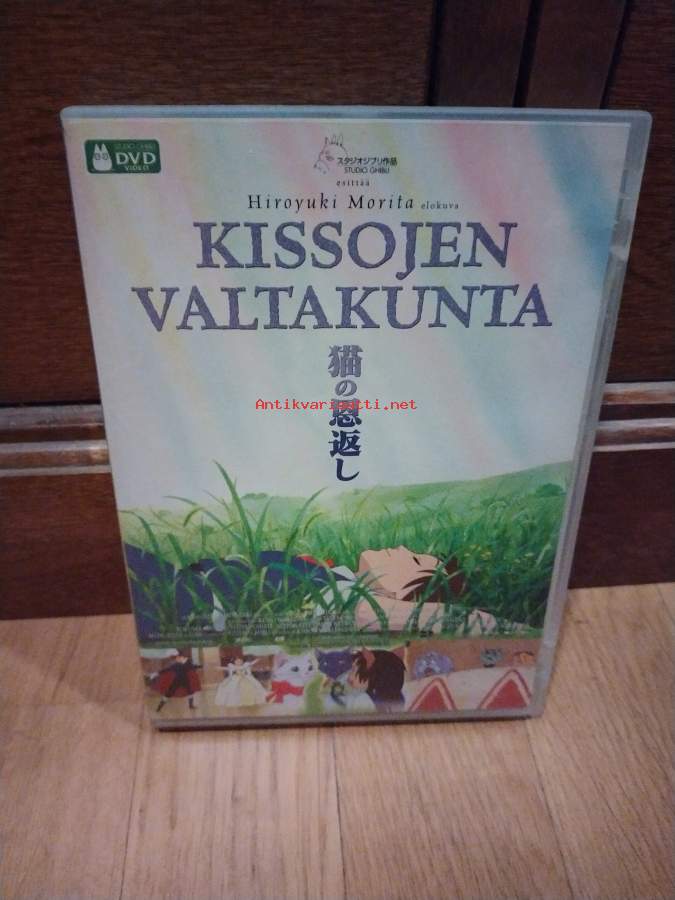 STUDIO GHIBLI
DVD
VIDEO
スタジオジブリ作品
STUDIO GHIBLI
esittää
Hiroyuki Morita elokuva
KISSOJEN
VALTAKUNTA
猫の恩返し
Antikvariaatti.net